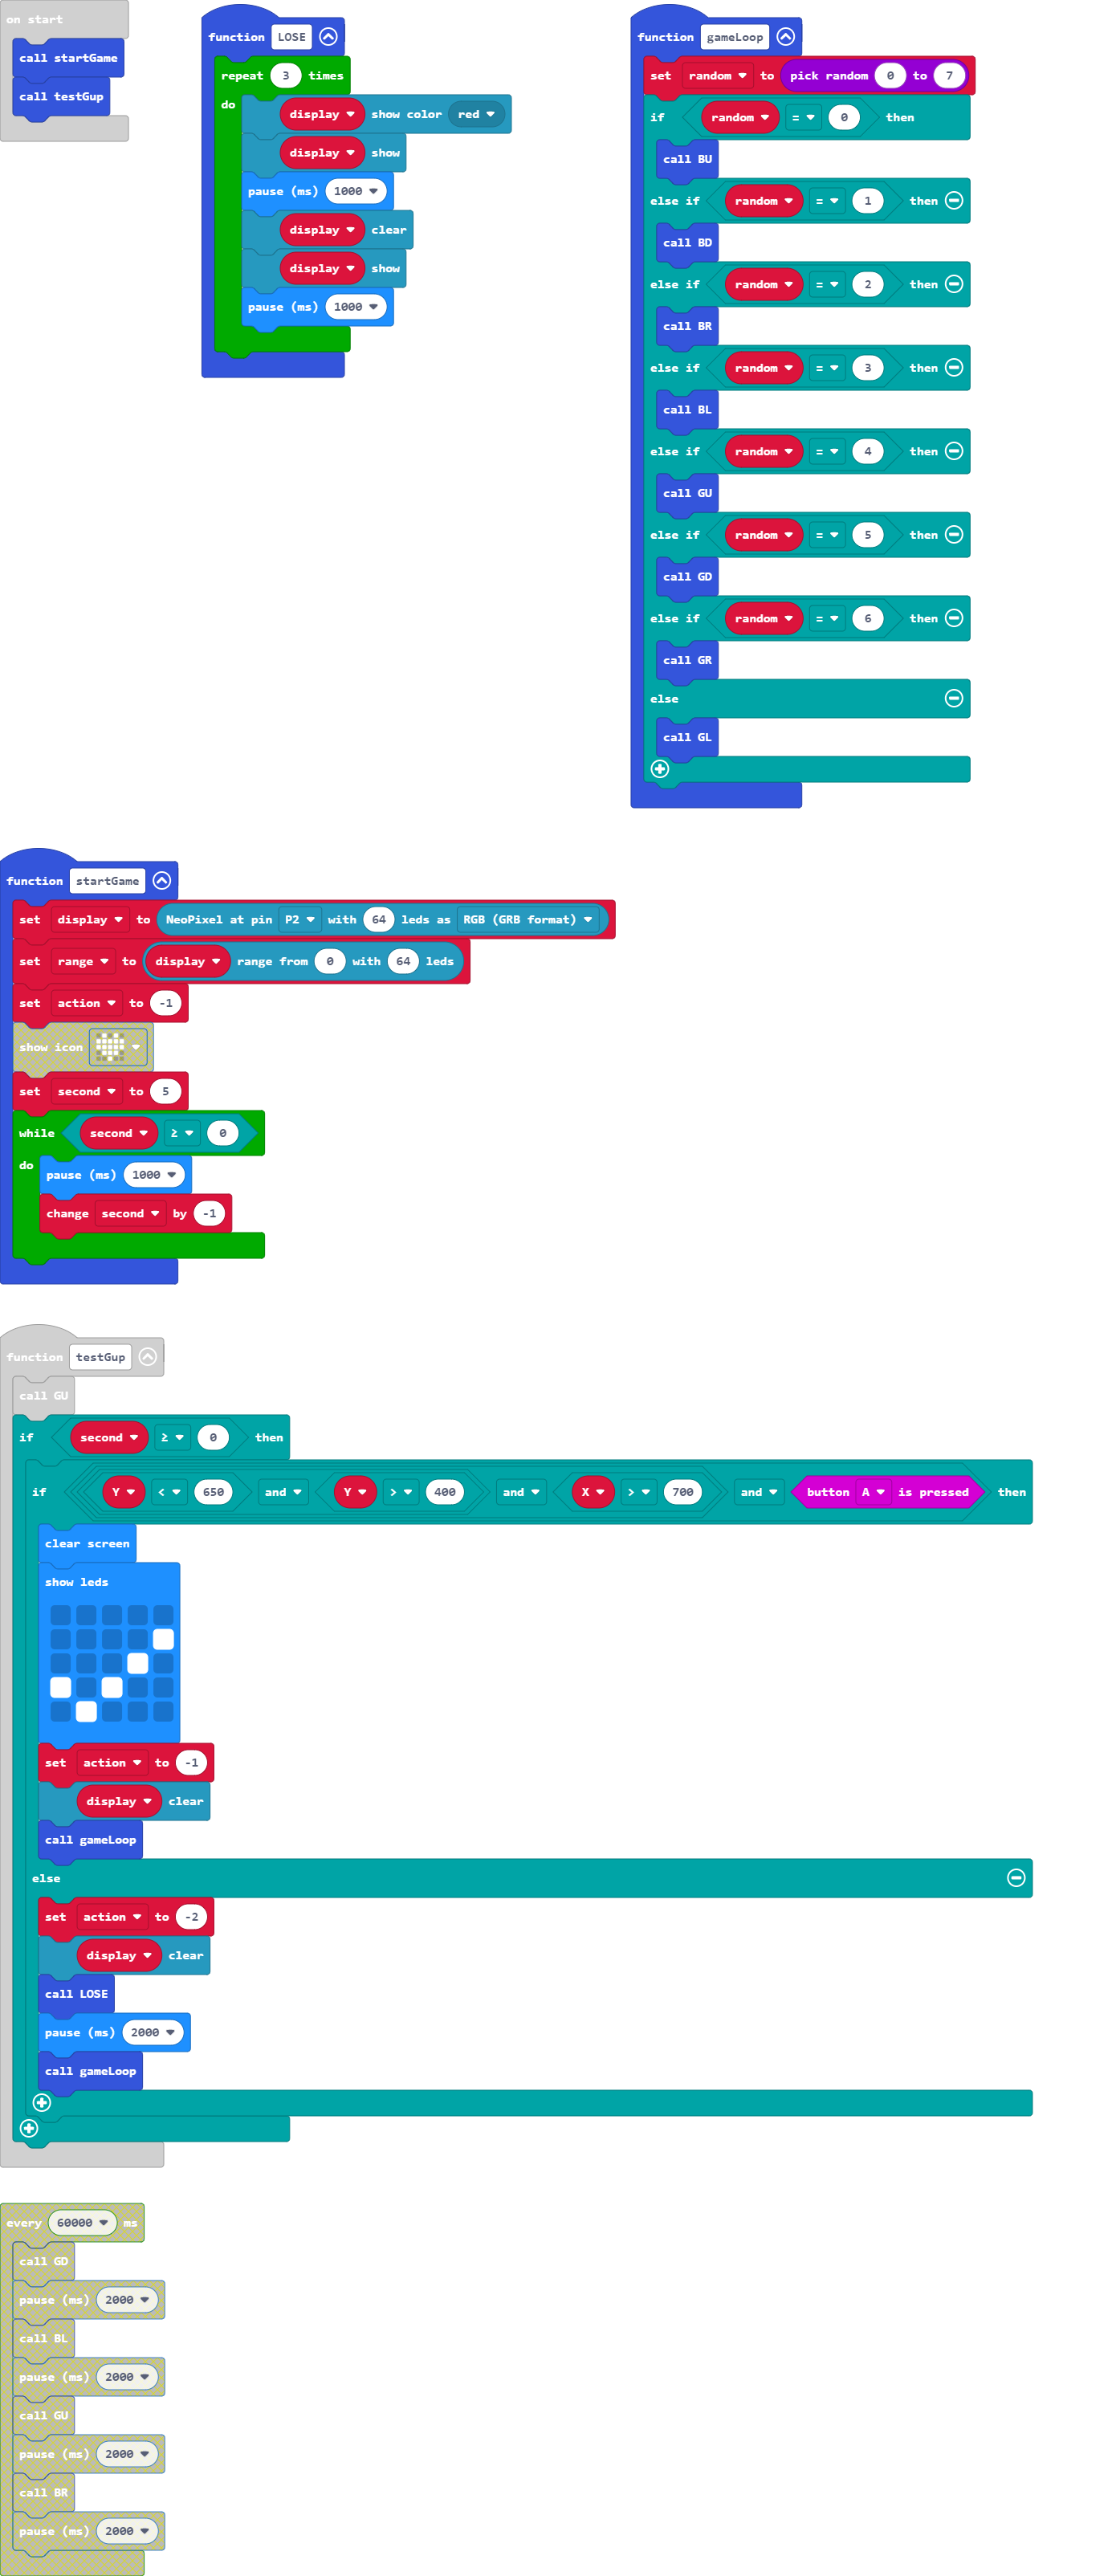 on start
call startGame
call testGup
function LOSE
repeat 3 times
do
display show color red
display show
pause (ms) 1000
display clear
display show
pause (ms) 1000
function gameLoop
set random to pick random 0 to 7
if random = 0 then
call BU
else if random = 1 then
call BD
else if random = 2 then
call BR
else if random = 3 then
call BL
else if random = 4 then
call GU
else if random = 5 then
call GD
else if random = 6 then
call GR
else
call GL
function startGame
set display to NeoPixel at pin P2 with 64 leds as RGB (GRB format)
set range to display range from 0 with 64 leds
set action to -1
show icon
set second to 5
while second ≥ 0
do
pause (ms) 1000
change second by -1
function testGup
call GU
if second ≥ 0 then
if Y < 650 and Y > 400 and X > 700 and button A is pressed then
clear screen
show leds
set action to -1
display clear
call gameLoop
else
set action to -2
display clear
call LOSE
pause (ms) 2000
call gameLoop
every 60000 ms
call GD
pause (ms) 2000
call BL
pause (ms) 2000
call GU
pause (ms) 2000
call BR
pause (ms) 2000